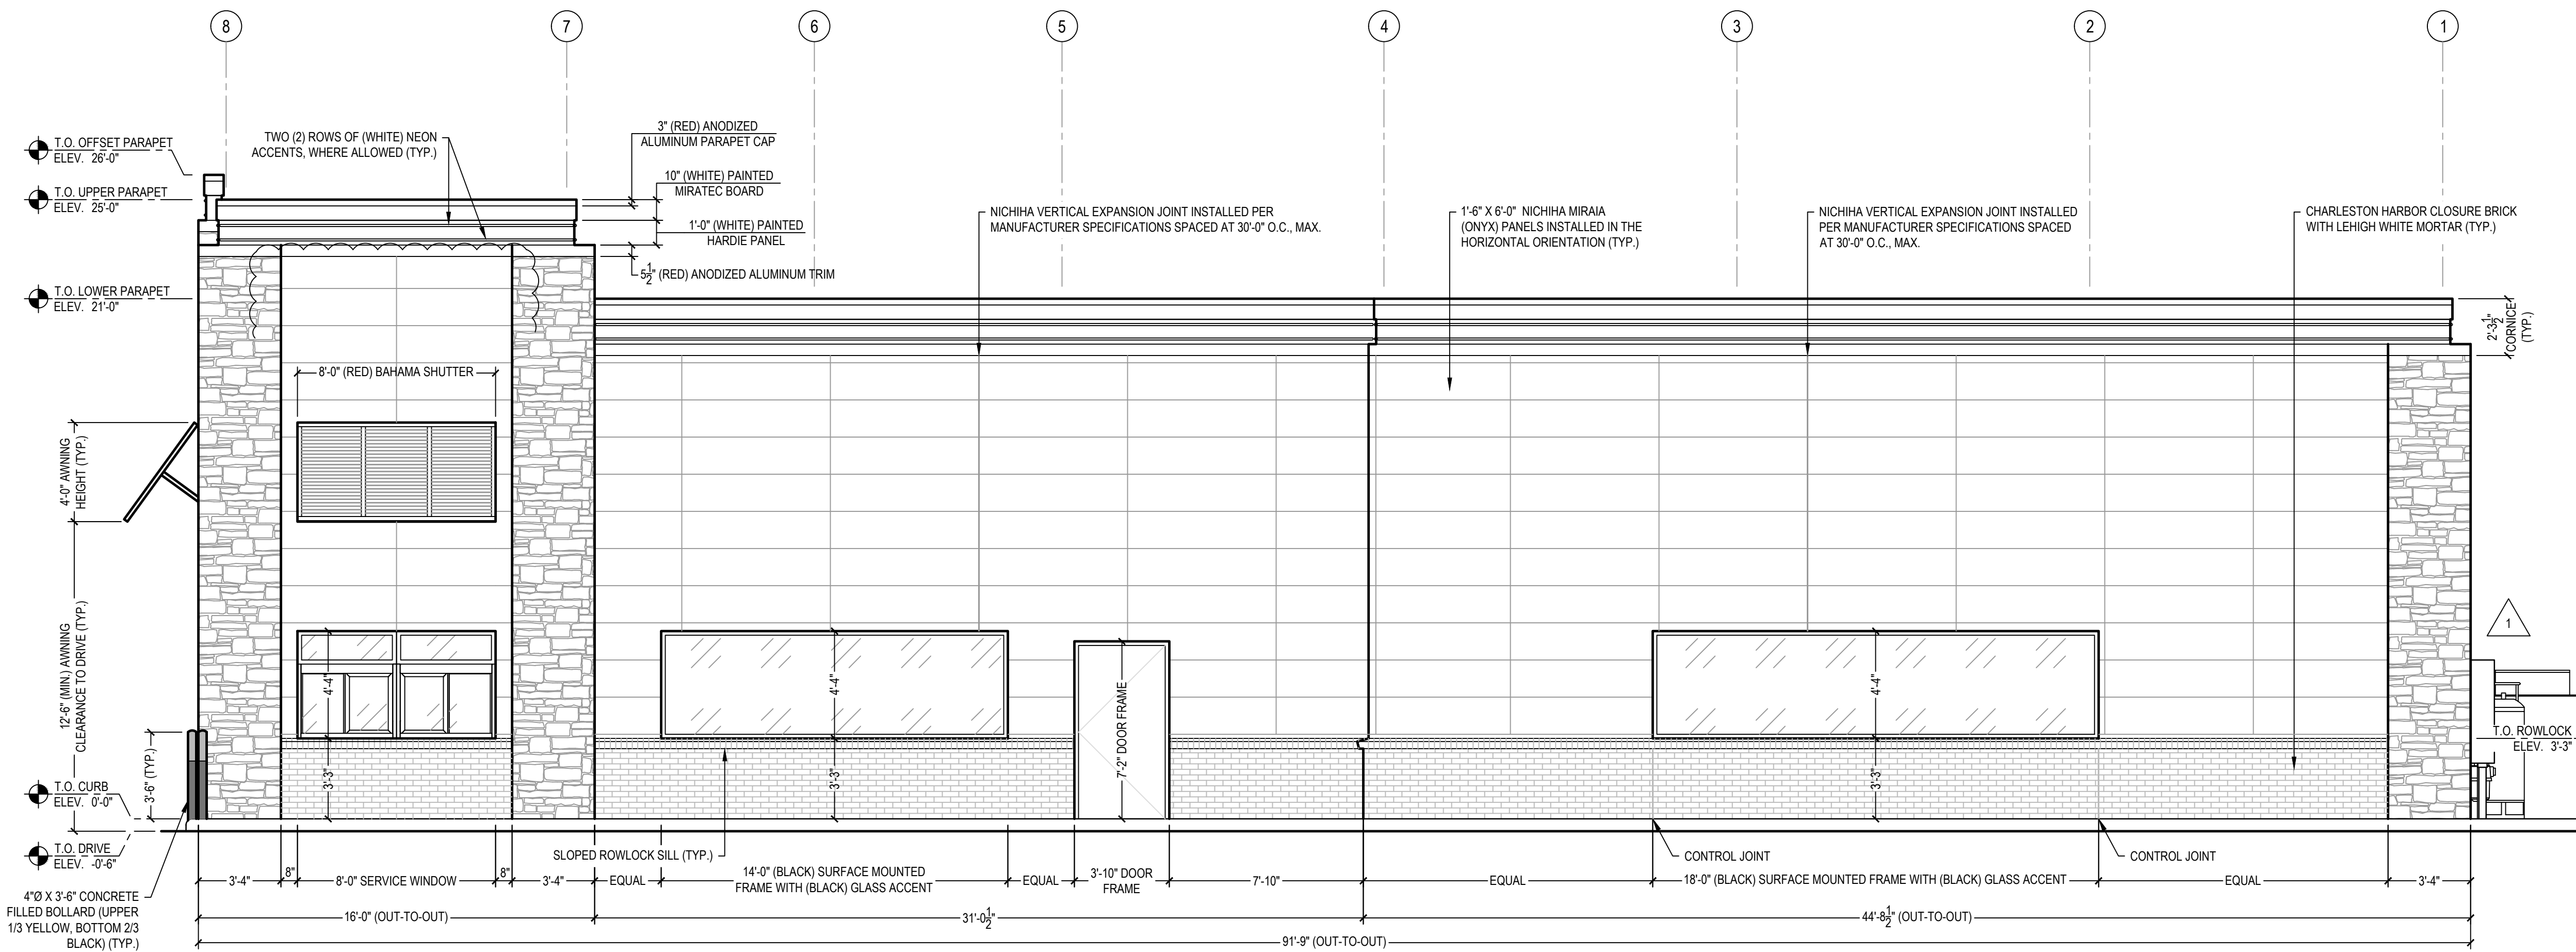 8
7
6
5
4
3
2
1
T.O. OFFSET PARAPET
ELEV. 26'-0"
T.O. UPPER PARAPET
ELEV. 25'-0"
T.O. LOWER PARAPET
ELEV. 21'-0"
TWO (2) ROWS OF (WHITE) NEON
ACCENTS, WHERE ALLOWED (TYP.)
3" (RED) ANODIZED
ALUMINUM PARAPET CAP
10" (WHITE) PAINTED
MIRATEC BOARD
1'-0" (WHITE) PAINTED
HARDIE PANEL
5 1/2" (RED) ANODIZED ALUMINUM TRIM
NICHIHA VERTICAL EXPANSION JOINT INSTALLED PER
MANUFACTURER SPECIFICATIONS SPACED AT 30'-0" O.C., MAX.
1'-6" X 6'-0" NICHIHA MIRAIA
(ONYX) PANELS INSTALLED IN THE
HORIZONTAL ORIENTATION (TYP.)
NICHIHA VERTICAL EXPANSION JOINT INSTALLED
PER MANUFACTURER SPECIFICATIONS SPACED
AT 30'-0" O.C., MAX.
CHARLESTON HARBOR CLOSURE BRICK
WITH LEHIGH WHITE MORTAR (TYP.)
2'-3 1/2"
CORNICE
(TYP.)
8'-0" (RED) BAHAMA SHUTTER
4'-0" AWNING
HEIGHT (TYP.)
12'-6" (MIN.) AWNING
CLEARANCE TO DRIVE (TYP.)
3'-6" (TYP.)
4'-4"
3'-3"
4'-4"
3'-3"
7'-2" DOOR FRAME
4'-4"
3'-3"
1
T.O. ROWLOCK
ELEV. 3'-3"
T.O. CURB
ELEV. 0'-0"
T.O. DRIVE
ELEV. -0'-6"
SLOPED ROWLOCK SILL (TYP.)
CONTROL JOINT
CONTROL JOINT
4"Ø X 3'-6" CONCRETE
FILLED BOLLARD (UPPER
1/3 YELLOW, BOTTOM 2/3
BLACK) (TYP.)
3'-4"
8"
8'-0" SERVICE WINDOW
8"
3'-4"
EQUAL
14'-0" (BLACK) SURFACE MOUNTED
FRAME WITH (BLACK) GLASS ACCENT
EQUAL
3'-10" DOOR
FRAME
7'-10"
EQUAL
18'-0" (BLACK) SURFACE MOUNTED FRAME WITH (BLACK) GLASS ACCENT
EQUAL
3'-4"
16'-0" (OUT-TO-OUT)
31'-0 1/2"
44'-8 1/2" (OUT-TO-OUT)
91'-9" (OUT-TO-OUT)